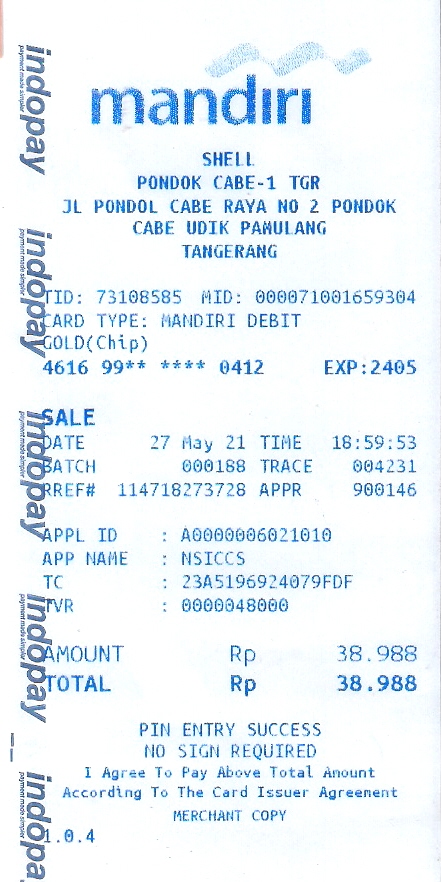 mandiri
SHELL
PONDOK CABE-1 TGR
JL PONDOL CABE RAYA NO 2 PONDOK
CABE UDIK PAMULANG
TANGERANG
TID: 73108585 MID: 000071001659304
CARD TYPE: MANDIRI DEBIT
GOLD(Chip)
4616 99** **** 0412 EXP:2405
SALE
DATE 27 May 21 TIME 18:59:53
BATCH 000188 TRACE 004231
RREF# 114718273728 APPR 900146
APPL ID : A0000006021010
APP NAME : NSICCS
TC : 23A5196924079FDF
TVR : 0000048000
AMOUNT Rp 38.988
TOTAL Rp 38.988
PIN ENTRY SUCCESS
NO SIGN REQUIRED
I Agree To Pay Above Total Amount
According To The Card Issuer Agreement
MERCHANT COPY
1.0.4
indopay
payment made simpler
indopay
payment made simpler
indopay
payment made simpler
indopay
payment made simpler
indopa
payment made simpler